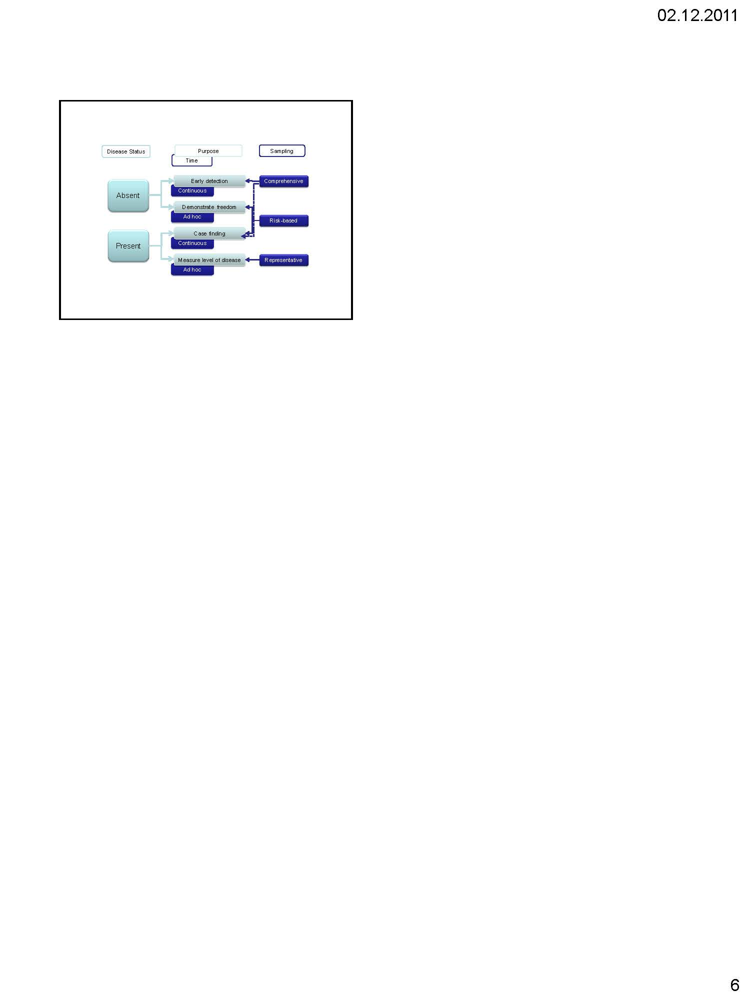 02.12.2011
Disease Status
Purpose
Sampling
Time
Early detection
Comprehensive
Continuous
Absent
Demonstrate freedom
Ad hoc
Risk-based
Case finding
Continuous
Present
Measure level of disease
Representative
Ad hoc
6